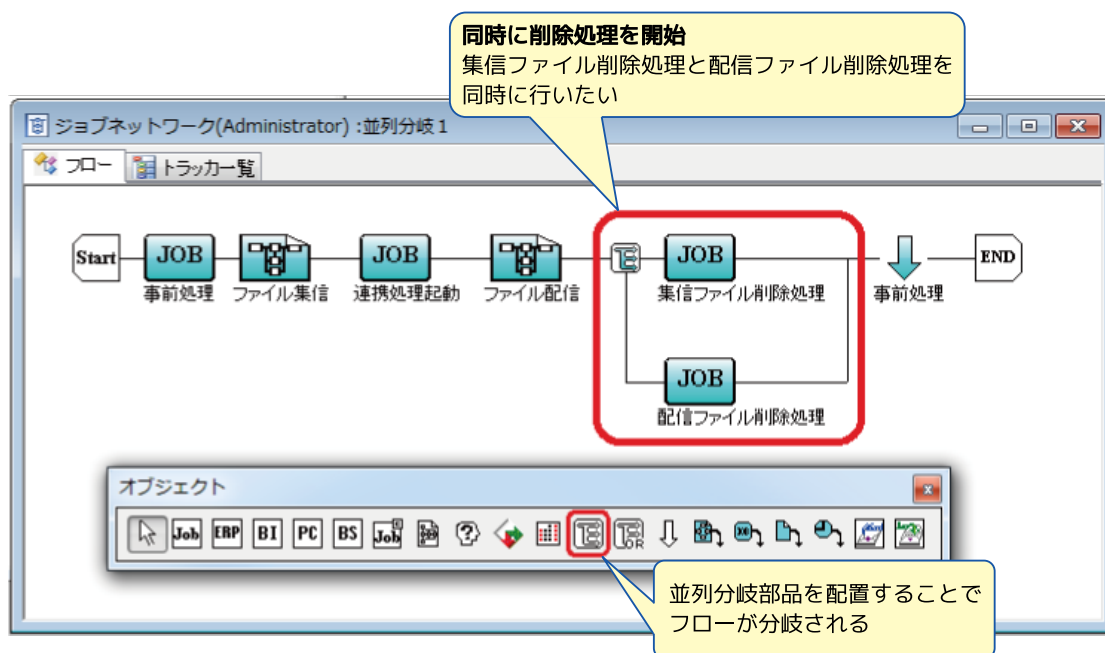 同時に削除処理を開始
集信ファイル削除処理と配信ファイル削除処理を
同時に行いたい
ジョブネットワーク(Administrator) :並列分岐1
フロー トラッカ一覧
Start JOB JOB JOB END
事前処理 ファイル集信 連携処理起動 ファイル配信 集信ファイル削除処理 事前処理
JOB
配信ファイル削除処理
オブジェクト
Job ERP BI PC BS Job OR
並列分岐部品を配置することで
フローが分岐される